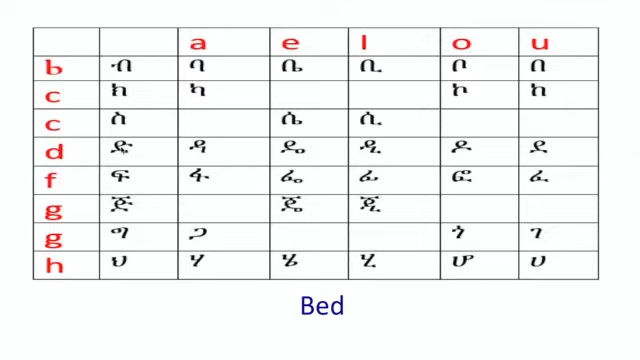 a e I o u
b ብ ባ ቤ ቢ ቦ በ
c ክ ካ ኮ ከ
c ስ ሴ ሲ
d ድ ዳ ዴ ዲ ዶ ደ
f ፍ ፋ ፌ ፊ ፎ ፈ
g ጅ ጄ ጂ
g ግ ጋ ጎ ገ
h ህ ሃ ሄ ሂ ሆ ሀ
Bed